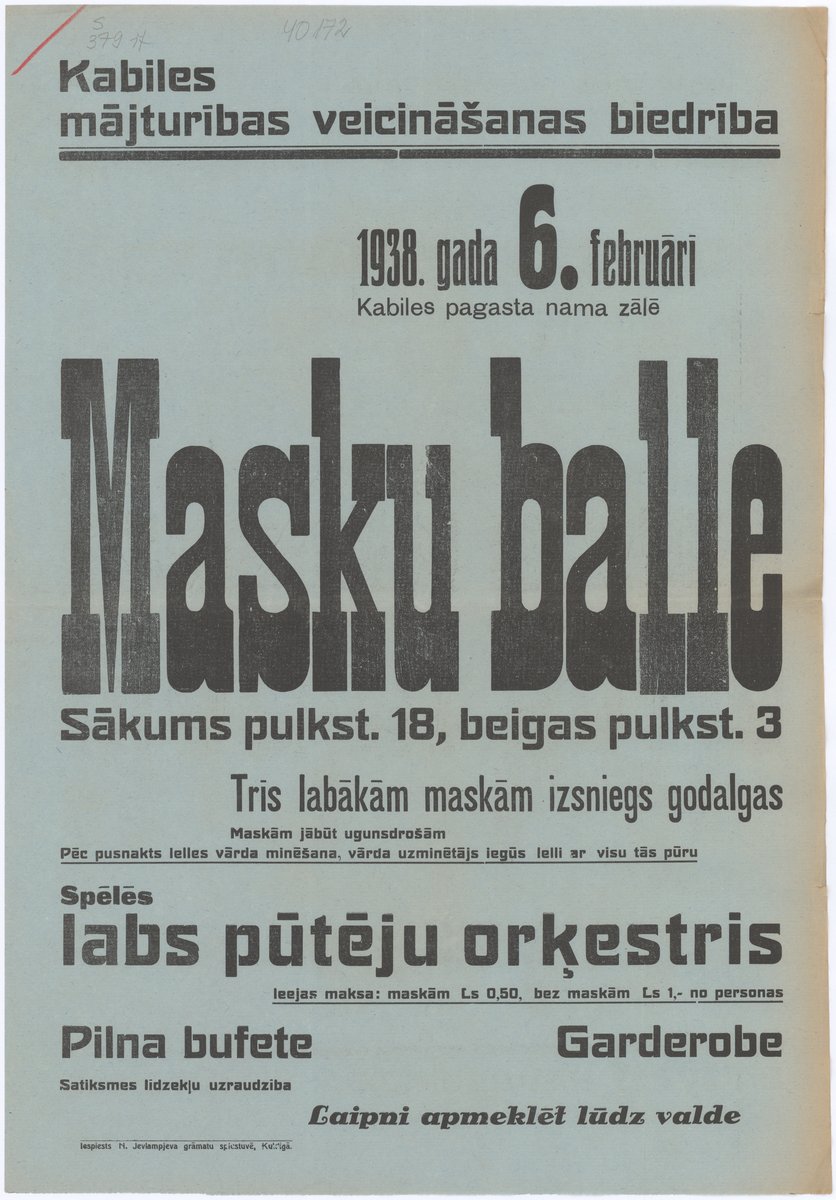 S
379 17
40172
Kabiles
mājturības veicināšanas biedrība
1938. gada 6. februārī
Kabiles pagasta nama zālē
Masku balle
Sākums pulkst. 18, beigas pulkst. 3
Trīs labākām maskām izsniegs godalgas
Maskām jābūt ugunsdrošām
Pēc pusnakts lelles vārda minēšana, vārda uzminētājs iegūs lelli ar visu tās pūru
Spēlēs
labs pūtēju orķestris
Ieejas maksa: maskām Ls 0,50, bez maskām Ls 1,- no personas
Pilna bufete Garderobe
Satiksmes līdzekļu uzraudzība
Laipni apmeklēt lūdz valde
Iespiests N. Jevlampjeva grāmatu spiestuvē, Kuldīgā.